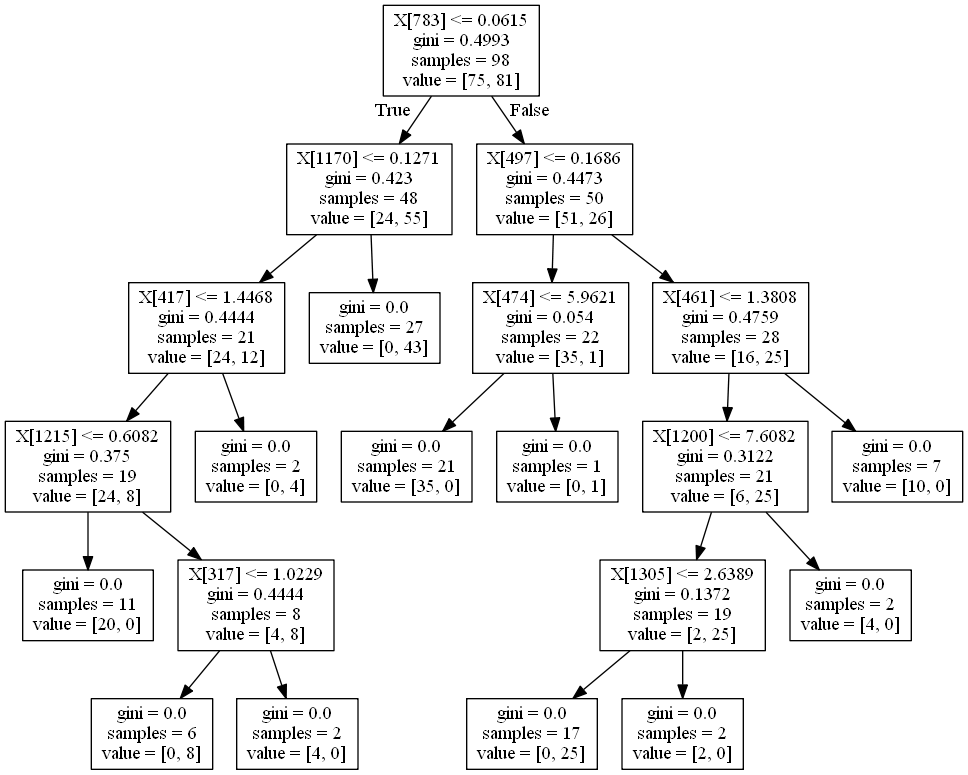 X[783] <= 0.0615
gini = 0.4993
samples = 98
value = [75, 81]
True
False
X[1170] <= 0.1271
gini = 0.423
samples = 48
value = [24, 55]
X[497] <= 0.1686
gini = 0.4473
samples = 50
value = [51, 26]
X[417] <= 1.4468
gini = 0.4444
samples = 21
value = [24, 12]
gini = 0.0
samples = 27
value = [0, 43]
X[474] <= 5.9621
gini = 0.054
samples = 22
value = [35, 1]
X[461] <= 1.3808
gini = 0.4759
samples = 28
value = [16, 25]
X[1215] <= 0.6082
gini = 0.375
samples = 19
value = [24, 8]
gini = 0.0
samples = 2
value = [0, 4]
gini = 0.0
samples = 21
value = [35, 0]
gini = 0.0
samples = 1
value = [0, 1]
X[1200] <= 7.6082
gini = 0.3122
samples = 21
value = [6, 25]
gini = 0.0
samples = 7
value = [10, 0]
gini = 0.0
samples = 11
value = [20, 0]
X[317] <= 1.0229
gini = 0.4444
samples = 8
value = [4, 8]
X[1305] <= 2.6389
gini = 0.1372
samples = 19
value = [2, 25]
gini = 0.0
samples = 2
value = [4, 0]
gini = 0.0
samples = 6
value = [0, 8]
gini = 0.0
samples = 2
value = [4, 0]
gini = 0.0
samples = 17
value = [0, 25]
gini = 0.0
samples = 2
value = [2, 0]